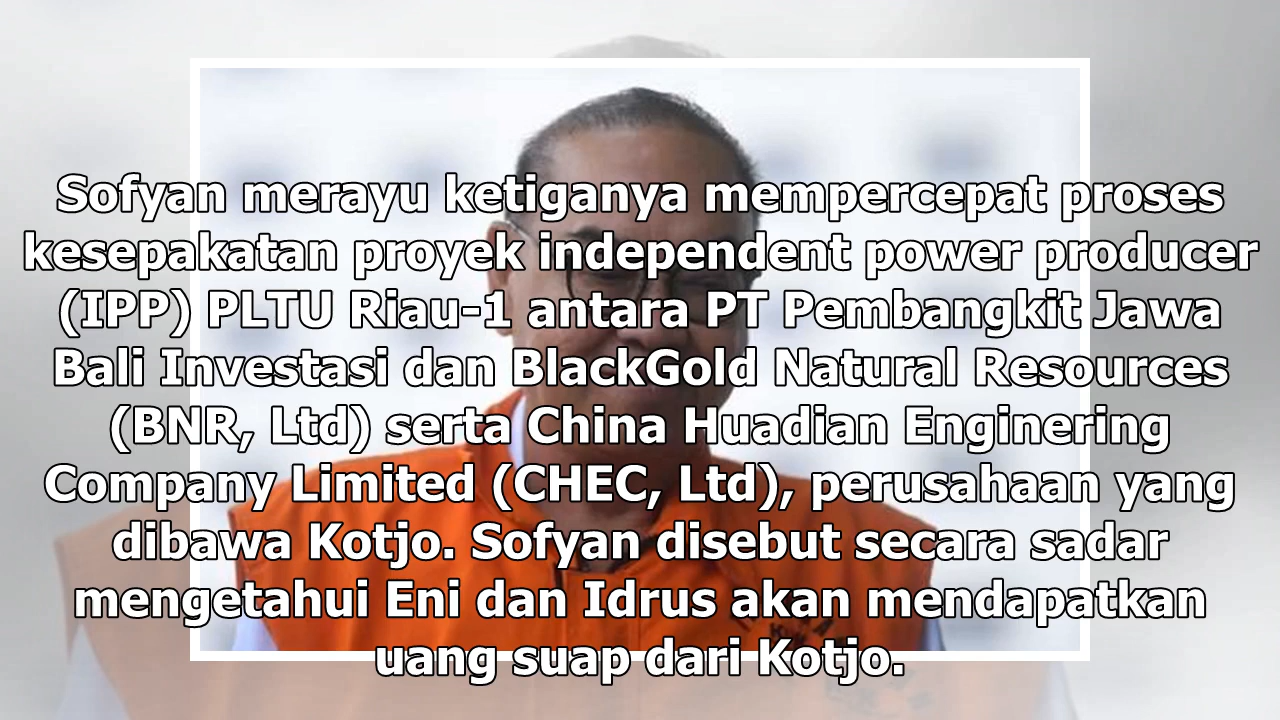 Sofyan merayu ketiganya mempercepat proses
kesepakatan proyek independent power producer
(IPP) PLTU Riau-1 antara PT Pembangkit Jawa
Bali Investasi dan BlackGold Natural Resources
(BNR, Ltd) serta China Huadian Enginering
Company Limited (CHEC, Ltd), perusahaan yang
dibawa Kotjo. Sofyan disebut secara sadar
mengetahui Eni dan Idrus akan mendapatkan
uang suap dari Kotjo.